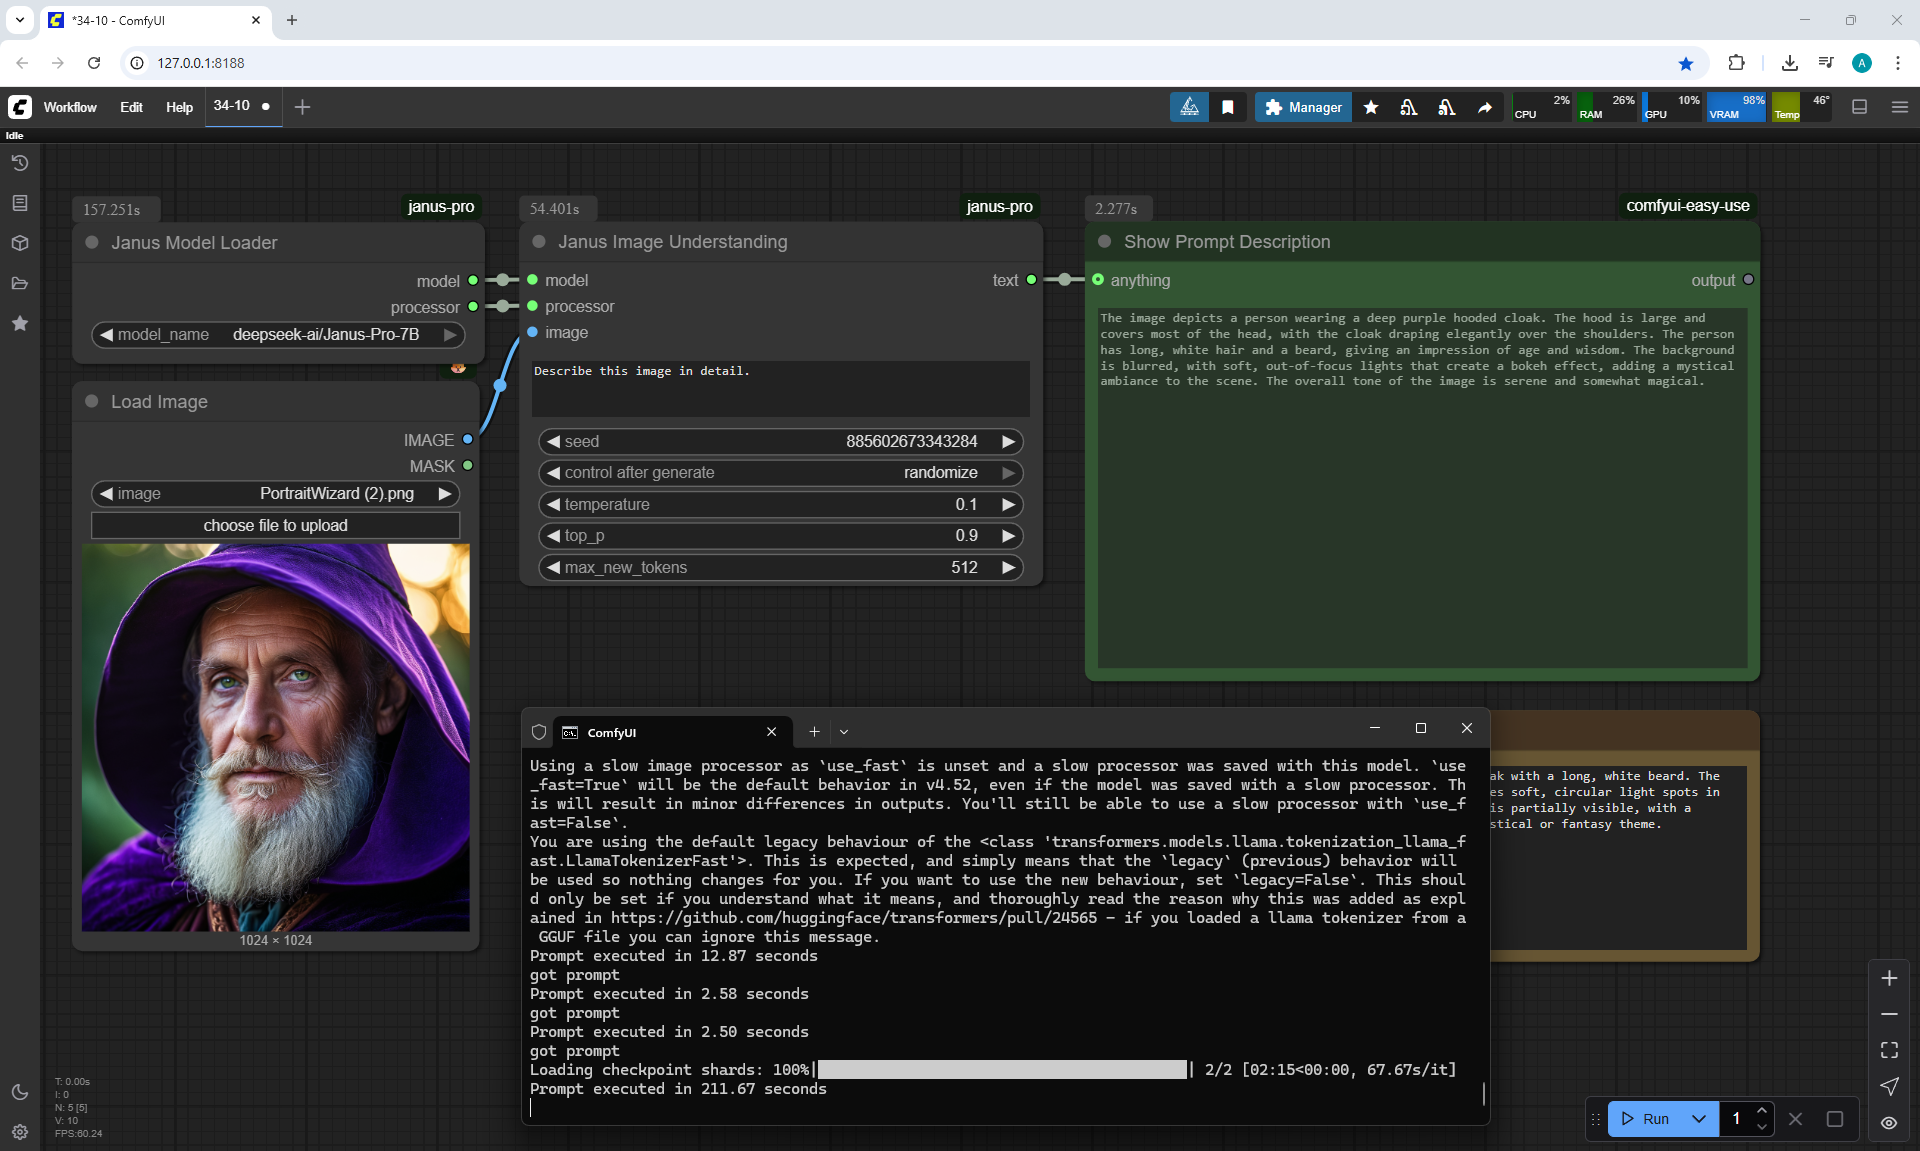 *34-10 - ComfyUI
127.0.0.1:8188
Workflow Edit Help 34-10
Manager
CPU 2% RAM 26% GPU 10% VRAM 98% Temp 46°
Idle
157.251s janus-pro
Janus Model Loader
model
processor
model_name deepseek-ai/Janus-Pro-7B
Load Image
IMAGE
MASK
image PortraitWizard (2).png
choose file to upload
1024 × 1024
54.401s janus-pro
Janus Image Understanding
model text
processor
image
Describe this image in detail.
seed 885602673343284
control after generate randomize
temperature 0.1
top_p 0.9
max_new_tokens 512
2.277s comfyui-easy-use
Show Prompt Description
anything output
The image depicts a person wearing a deep purple hooded cloak. The hood is large and
covers most of the head, with the cloak draping elegantly over the shoulders. The person
has long, white hair and a beard, giving an impression of age and wisdom. The background
is blurred, with soft, out-of-focus lights that create a bokeh effect, adding a mystical
ambiance to the scene. The overall tone of the image is serene and somewhat magical.
ak with a long, white beard. The
es soft, circular light spots in
is partially visible, with a
stical or fantasy theme.
ComfyUI
Using a slow image processor as `use_fast` is unset and a slow processor was saved with this model. `use
_fast=True` will be the default behavior in v4.52, even if the model was saved with a slow processor. Th
is will result in minor differences in outputs. You'll still be able to use a slow processor with `use_f
ast=False`.
You are using the default legacy behaviour of the <class 'transformers.models.llama.tokenization_llama_f
ast.LlamaTokenizerFast'>. This is expected, and simply means that the `legacy` (previous) behavior will
be used so nothing changes for you. If you want to use the new behaviour, set `legacy=False`. This shoul
d only be set if you understand what it means, and thoroughly read the reason why this was added as expl
ained in https://github.com/huggingface/transformers/pull/24565 - if you loaded a llama tokenizer from a
GGUF file you can ignore this message.
Prompt executed in 12.87 seconds
got prompt
Prompt executed in 2.58 seconds
got prompt
Prompt executed in 2.50 seconds
got prompt
Loading checkpoint shards: 100%| | 2/2 [02:15<00:00, 67.67s/it]
Prompt executed in 211.67 seconds
T: 0.00s
I: 0
N: 5 [5]
V: 10
FPS:60.24
Run 1
A